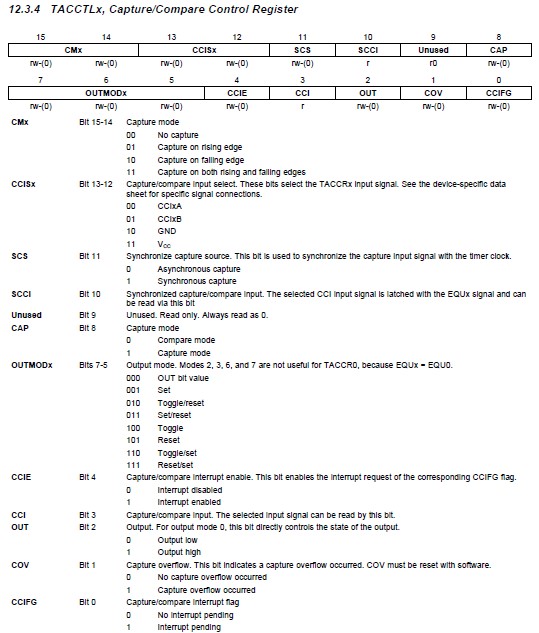 12.3.4 TACCTLx, Capture/Compare Control Register
15 14 13 12 11 10 9 8
CMx CCISx SCS SCCI Unused CAP
rw-(0) rw-(0) rw-(0) rw-(0) rw-(0) r r0 rw-(0)
7 6 5 4 3 2 1 0
OUTMODx CCIE CCI OUT COV CCIFG
rw-(0) rw-(0) rw-(0) rw-(0) r rw-(0) rw-(0) rw-(0)
CMx Bit 15-14 Capture mode
00 No capture
01 Capture on rising edge
10 Capture on falling edge
11 Capture on both rising and falling edges
CCISx Bit 13-12 Capture/compare input select. These bits select the TACCRx input signal. See the device-specific data
sheet for specific signal connections.
00 CCIxA
01 CCIxB
10 GND
11 VCC
SCS Bit 11 Synchronize capture source. This bit is used to synchronize the capture input signal with the timer clock.
0 Asynchronous capture
1 Synchronous capture
SCCI Bit 10 Synchronized capture/compare input. The selected CCI input signal is latched with the EQUx signal and can
be read via this bit
Unused Bit 9 Unused. Read only. Always read as 0.
CAP Bit 8 Capture mode
0 Compare mode
1 Capture mode
OUTMODx Bits 7-5 Output mode. Modes 2, 3, 6, and 7 are not useful for TACCR0, because EQUx = EQU0.
000 OUT bit value
001 Set
010 Toggle/reset
011 Set/reset
100 Toggle
101 Reset
110 Toggle/set
111 Reset/set
CCIE Bit 4 Capture/compare interrupt enable. This bit enables the interrupt request of the corresponding CCIFG flag.
0 Interrupt disabled
1 Interrupt enabled
CCI Bit 3 Capture/compare input. The selected input signal can be read by this bit.
OUT Bit 2 Output. For output mode 0, this bit directly controls the state of the output.
0 Output low
1 Output high
COV Bit 1 Capture overflow. This bit indicates a capture overflow occurred. COV must be reset with software.
0 No capture overflow occurred
1 Capture overflow occurred
CCIFG Bit 0 Capture/compare interrupt flag
0 No interrupt pending
1 Interrupt pending